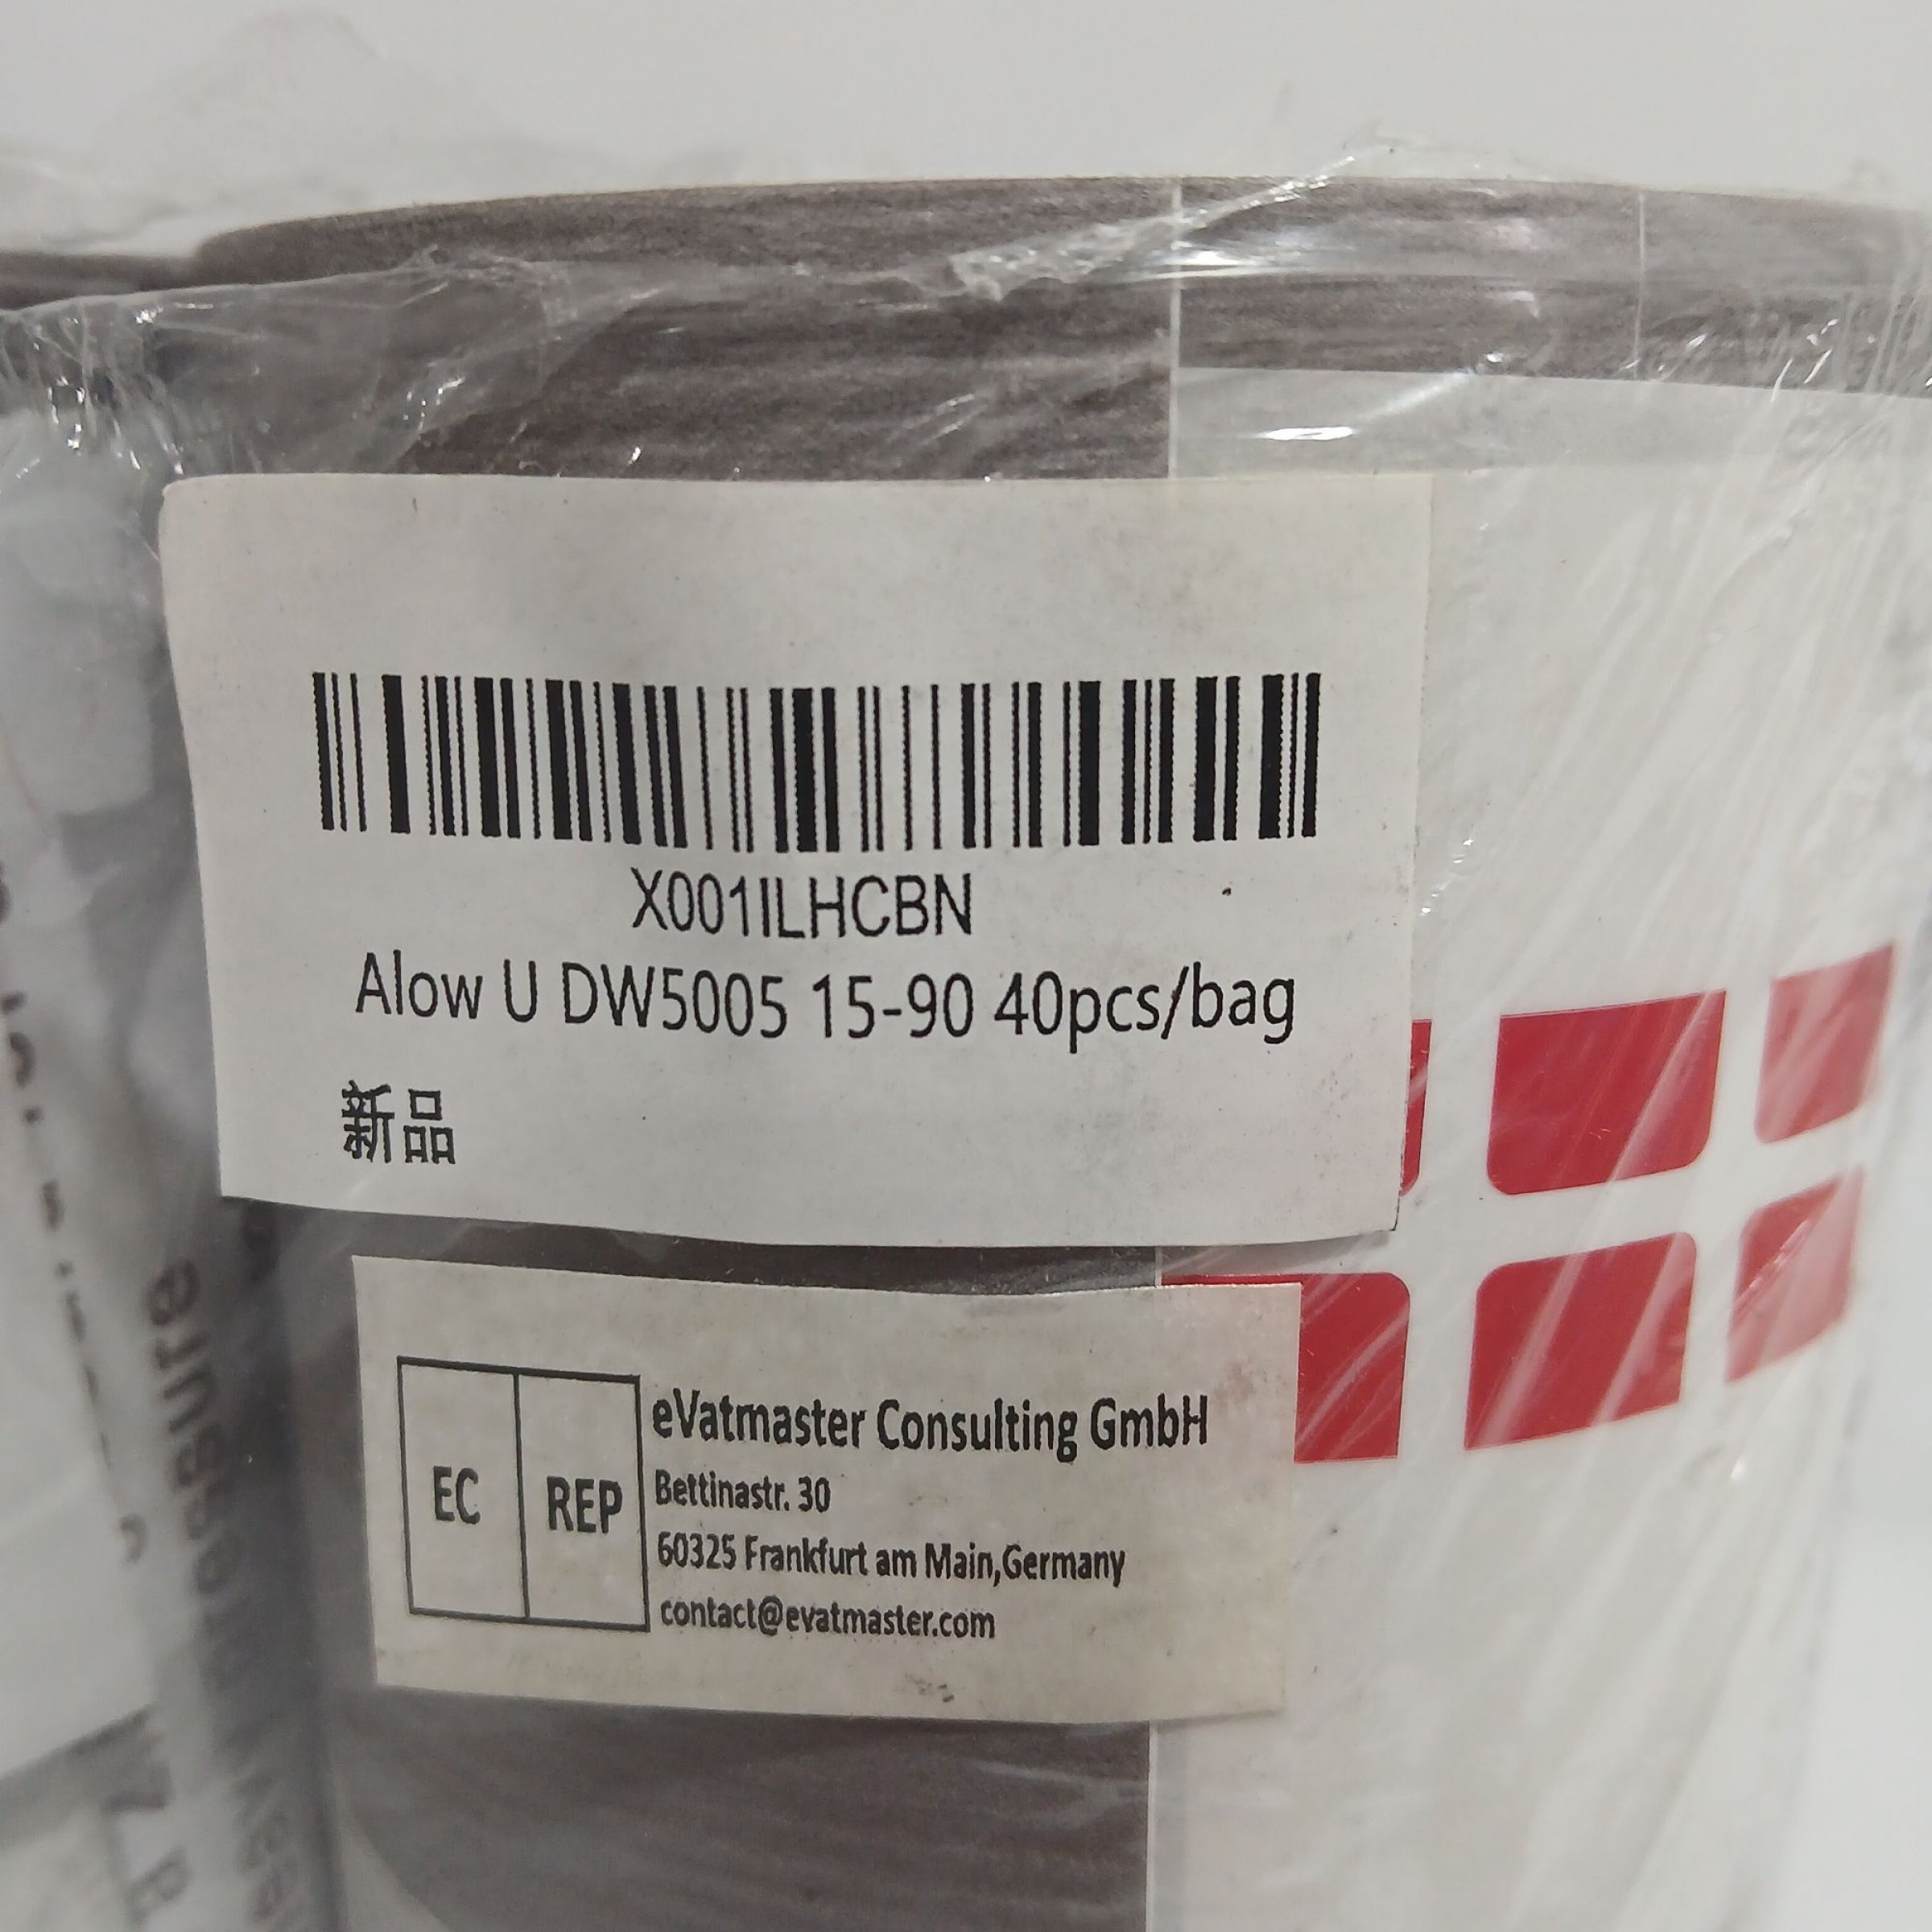 X001ILHCBN
Alow U DW5005 15-90 40pcs/bag
新品
EC REP
eVatmaster Consulting GmbH
Bettinastr. 30
60325 Frankfurt am Main,Germany
contact@evatmaster.com